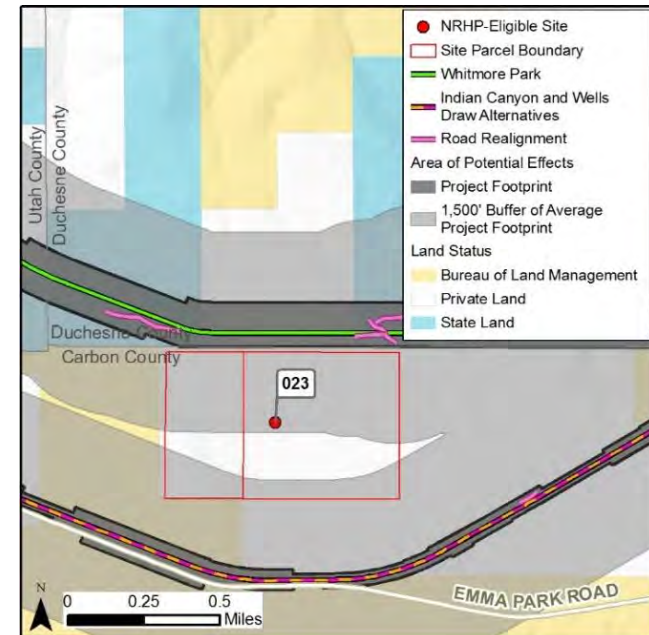 NRHP-Eligible Site
Site Parcel Boundary
Whitmore Park
Indian Canyon and Wells
Draw Alternatives
Road Realignment
Area of Potential Effects
Project Footprint
1,500' Buffer of Average
Project Footprint
Land Status
Bureau of Land Management
Private Land
State Land
Utah County
Duchesne County
Duchesne County
Carbon County
023
EMMA PARK ROAD
N
0 0.25 0.5
Miles